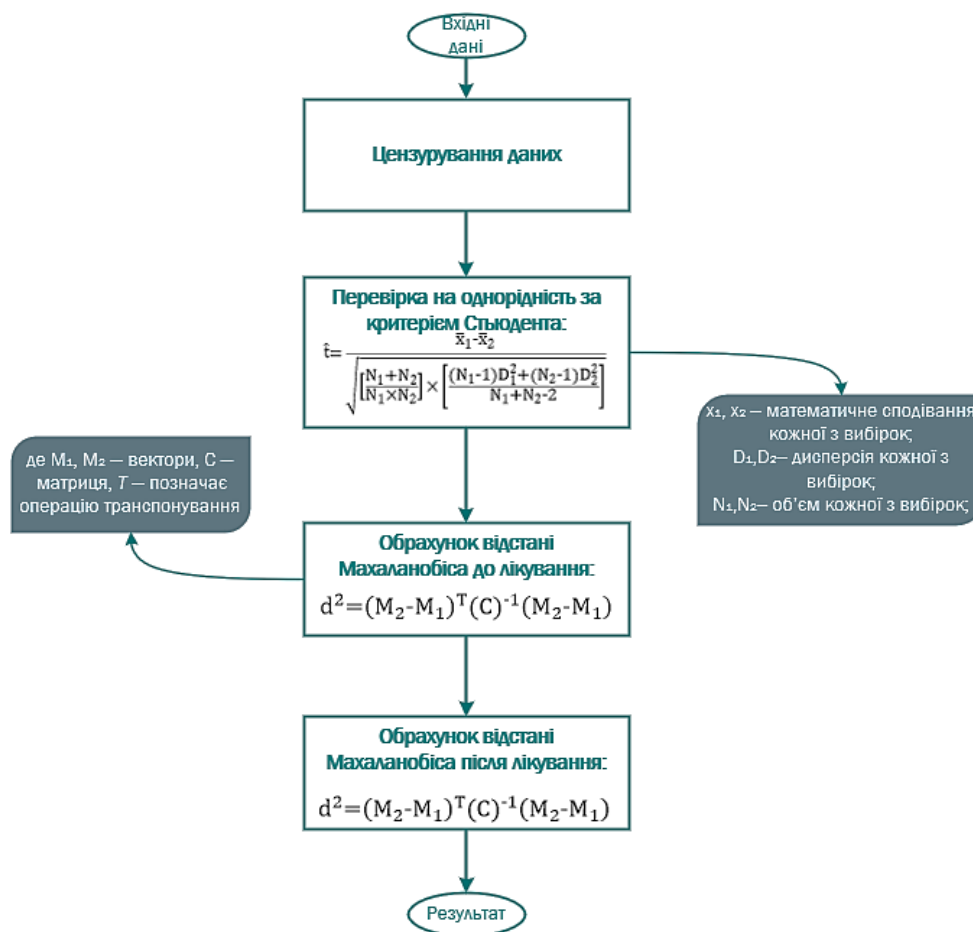 Вхідні
дані
Цензурування даних
Перевірка на однорідність за
критерієм Стьюдента:
t̂= (x̄₁-x̄₂) / √([(N₁+N₂)/(N₁×N₂)]×[((N₁-1)D₁²+(N₂-1)D₂²)/(N₁+N₂-2)])
x₁, x₂ — математичне сподівання
кожної з вибірок;
D₁,D₂— дисперсія кожної з
вибірок;
N₁,N₂— об’єм кожної з вибірок;
де M₁, M₂ — вектори, C —
матриця, T — позначає
операцію транспонування
Обрахунок відстані
Махаланобіса до лікування:
d²=(M₂-M₁)ᵀ(C)⁻¹(M₂-M₁)
Обрахунок відстані
Махаланобіса після лікування:
d²=(M₂-M₁)ᵀ(C)⁻¹(M₂-M₁)
Результат